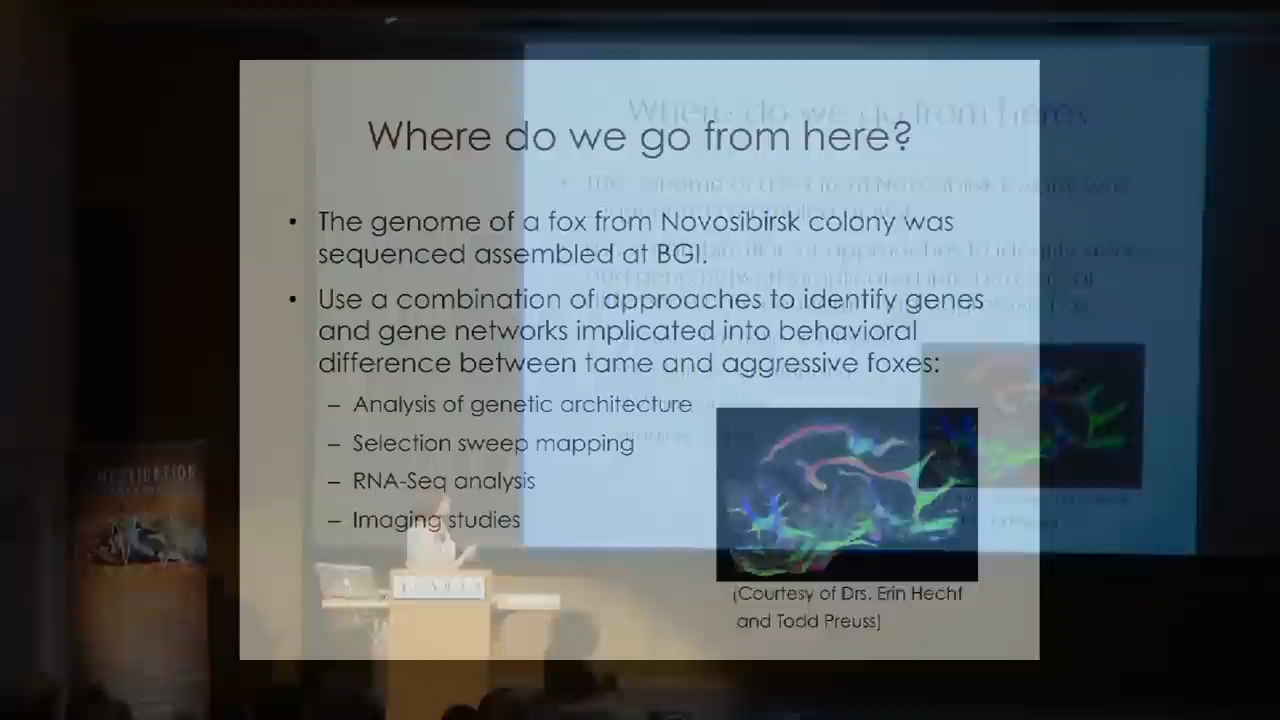 Where do we go from here?
• The genome of a fox from Novosibirsk colony was
sequenced assembled at BGI.
• Use a combination of approaches to identify genes
and gene networks implicated into behavioral
difference between tame and aggressive foxes:
– Analysis of genetic architecture
– Selection sweep mapping
– RNA-Seq analysis
– Imaging studies
(Courtesy of Drs. Erin Hecht
and Todd Preuss)